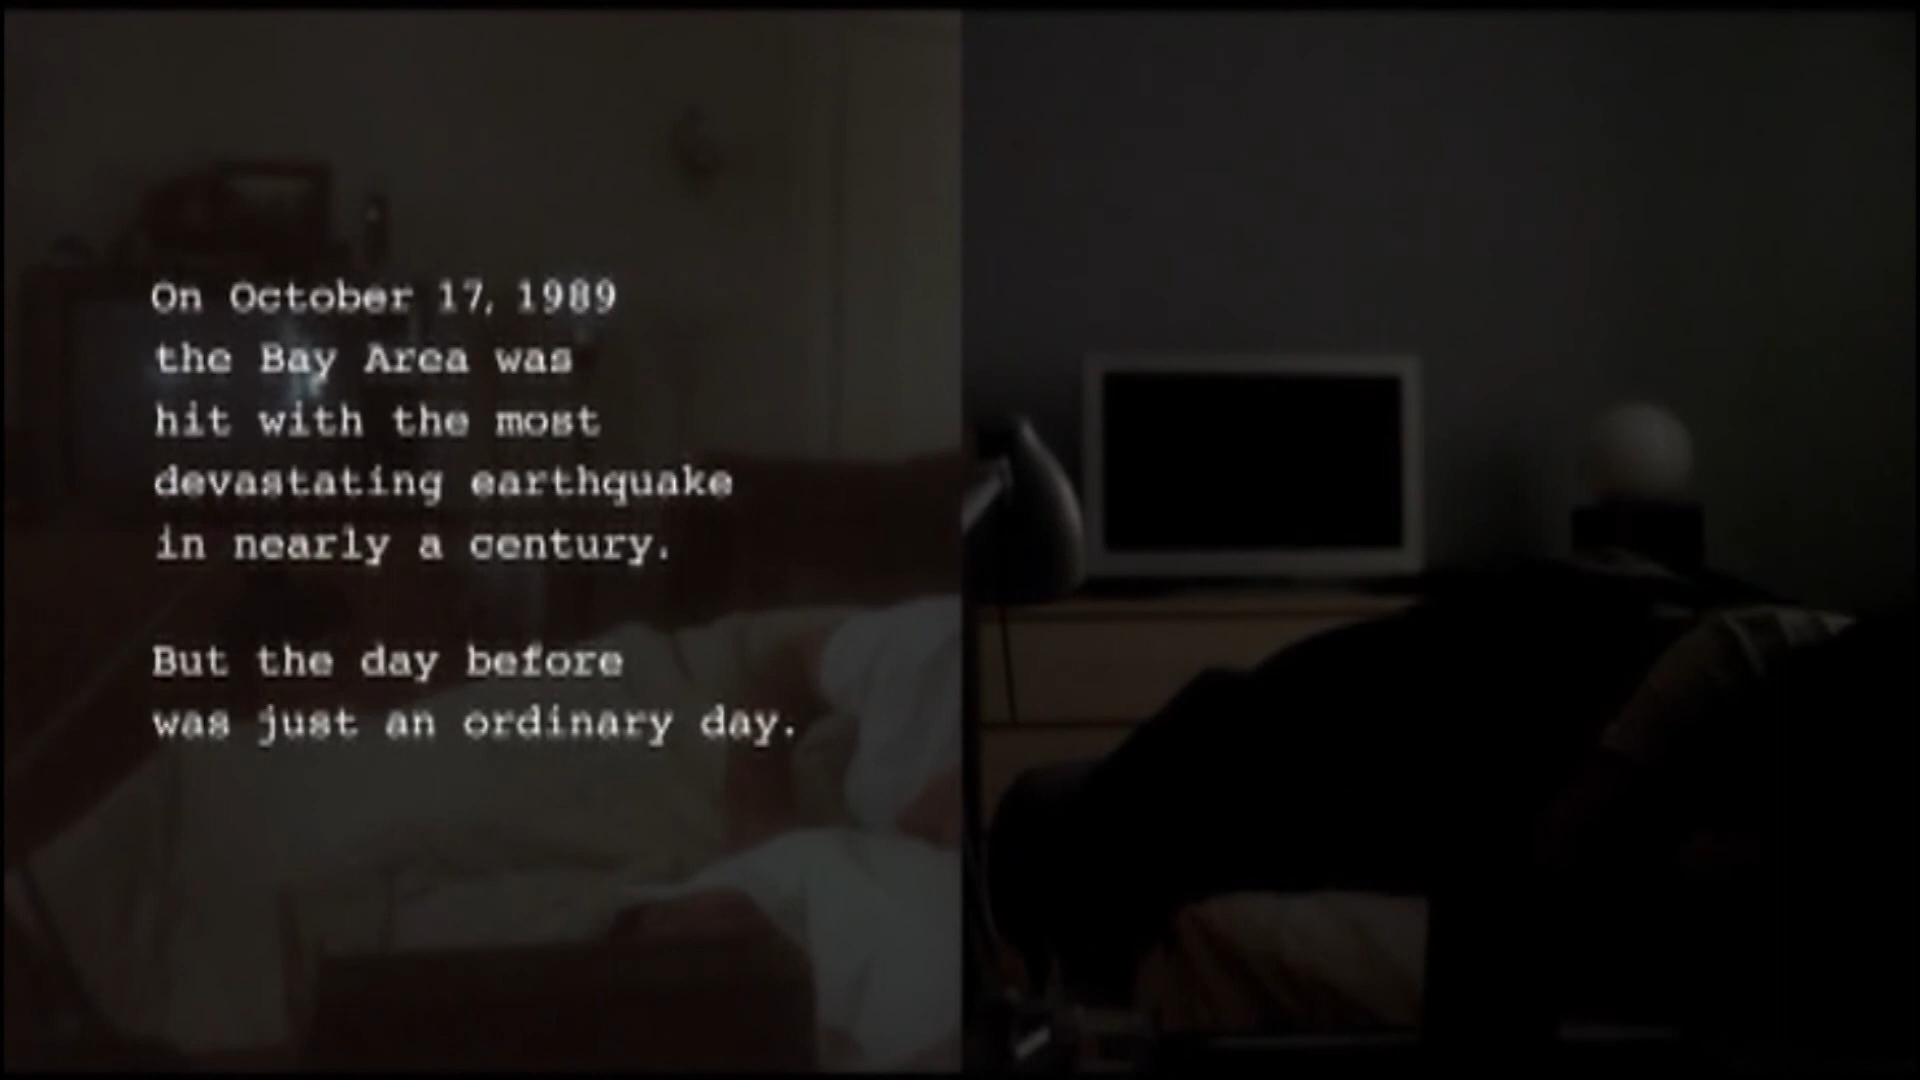 On October 17, 1989
the Bay Area was
hit with the most
devastating earthquake
in nearly a century.
But the day before
was just an ordinary day.